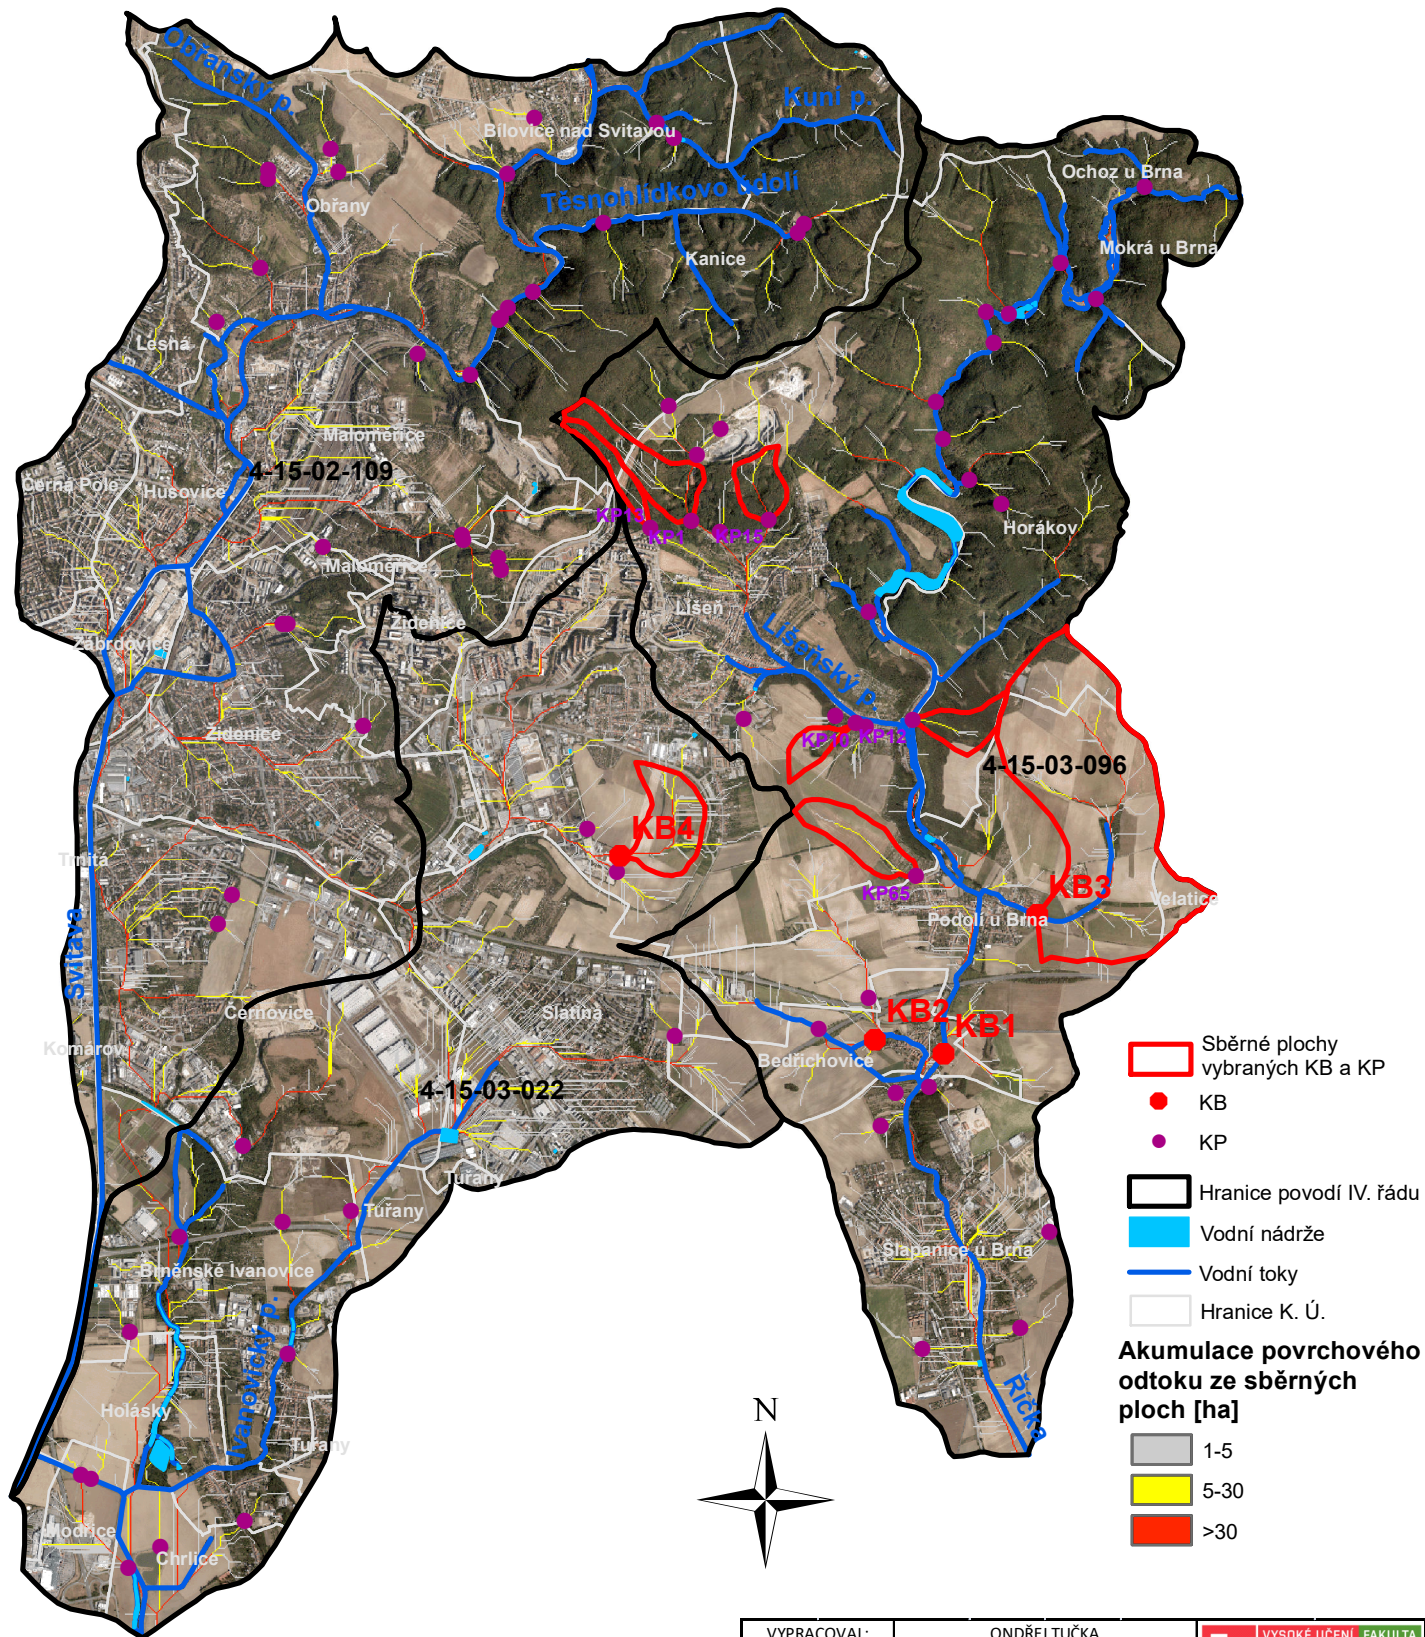 Obřanský p.
Kuní p.
Bílovice nad Svitavou
Ochoz u Brna
Těsnohlídkovo údolí
Obřany
Mokrá u Brna
Kanice
Lesná
Maloměřice
4-15-02-109
Černá Pole
Husovice
KP13
KP1
KP15
Horákov
Maloměřice
Líšeň
Židenice
Zábrdovice
Líšeňský p.
Židenice
KP10
KP12
4-15-03-096
KB4
Trnitá
KP65
KB3
Velatice
Podolí u Brna
Svitava
Černovice
Slatina
KB2
KB1
Komárov
Bedřichovice
4-15-03-022
Tuřany
Tuřany
Šlapanice u Brna
Brněnské Ivanovice
Ivanovický p.
Holásky
Tuřany
Říčka
Modřice
Chrlice
N
Sběrné plochy
vybraných KB a KP
KB
KP
Hranice povodí IV. řádu
Vodní nádrže
Vodní toky
Hranice K. Ú.
Akumulace povrchového
odtoku ze sběrných
ploch [ha]
1-5
5-30
>30
VYPRACOVAL:
ONDŘEJ TUČKA
VYSOKÉ UČENÍ FAKULTA